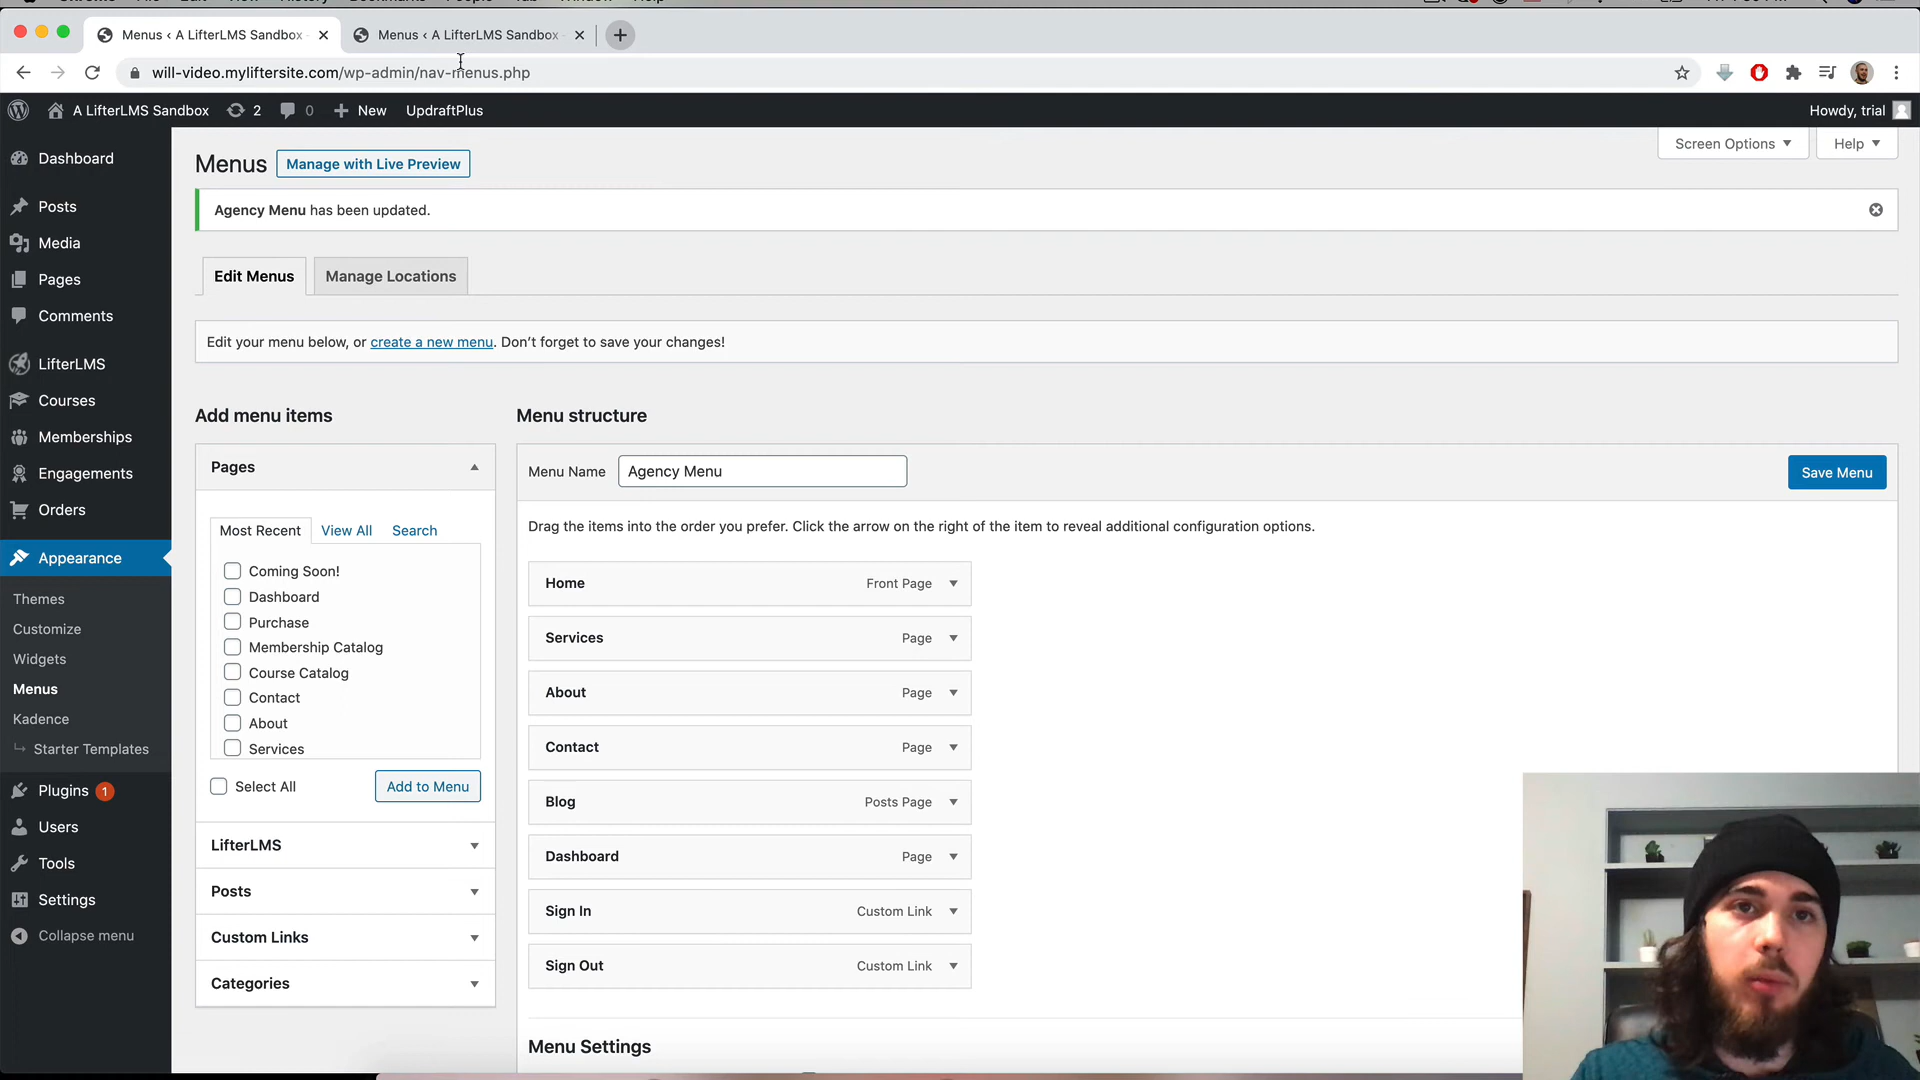 Menus ‹ A LifterLMS Sandbox
Menus ‹ A LifterLMS Sandbox
will-video.myliftersite.com/wp-admin/nav-menus.php
A LifterLMS Sandbox
2
0
New
UpdraftPlus
Howdy, trial
Dashboard
Posts
Media
Pages
Comments
LifterLMS
Courses
Memberships
Engagements
Orders
Appearance
Themes
Customize
Widgets
Menus
Kadence
Starter Templates
Plugins 1
Users
Tools
Settings
Collapse menu
Menus
Manage with Live Preview
Screen Options
Help
Agency Menu has been updated.
Edit Menus
Manage Locations
Edit your menu below, or create a new menu. Don’t forget to save your changes!
Add menu items
Pages
Most Recent
View All
Search
Coming Soon!
Dashboard
Purchase
Membership Catalog
Course Catalog
Contact
About
Services
Select All
Add to Menu
LifterLMS
Posts
Custom Links
Categories
Menu structure
Menu Name
Agency Menu
Save Menu
Drag the items into the order you prefer. Click the arrow on the right of the item to reveal additional configuration options.
Home Front Page
Services Page
About Page
Contact Page
Blog Posts Page
Dashboard Page
Sign In Custom Link
Sign Out Custom Link
Menu Settings